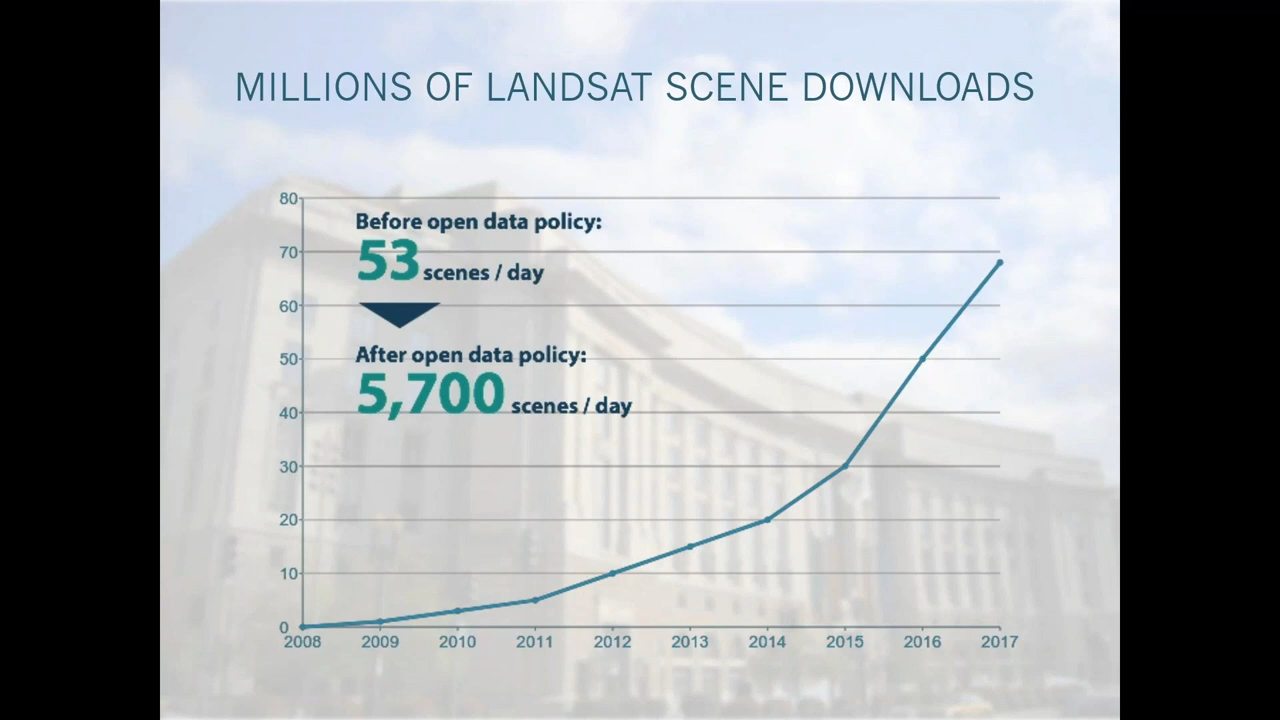 MILLIONS OF LANDSAT SCENE DOWNLOADS
80
Before open data policy:
70
53 scenes / day
60
After open data policy:
50
5,700 scenes / day
40
30
20
10
0
2008 2009 2010 2011 2012 2013 2014 2015 2016 2017